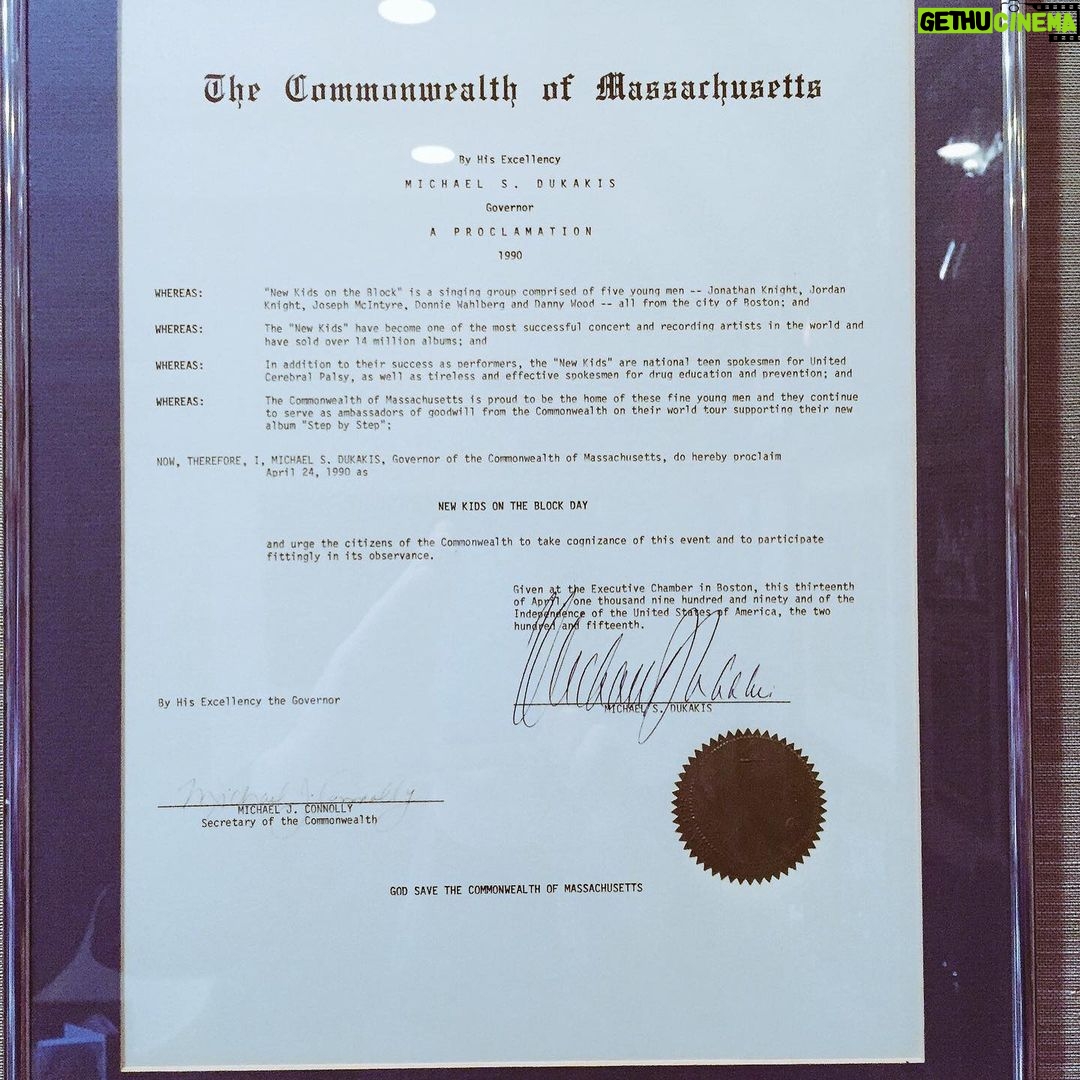 GETHUCINEMA
The Commonwealth of Massachusetts
By His Excellency
MICHAEL S. DUKAKIS
Governor
A PROCLAMATION
1990
WHEREAS: "New Kids on the Block" is a singing group comprised of five young men -- Jonathan Knight, Jordan
Knight, Joseph McIntyre, Donnie Wahlberg and Danny Wood -- all from the city of Boston; and
WHEREAS: The "New Kids" have become one of the most successful concert and recording artists in the world and
have sold over 14 million albums; and
WHEREAS: In addition to their success as performers, the "New Kids" are national teen spokesmen for United
Cerebral Palsy, as well as tireless and effective spokesmen for drug education and prevention; and
WHEREAS: The Commonwealth of Massachusetts is proud to be the home of these fine young men and they continue
to serve as ambassadors of goodwill from the Commonwealth on their world tour supporting their new
album "Step by Step";
NOW, THEREFORE, I, MICHAEL S. DUKAKIS, Governor of the Commonwealth of Massachusetts, do hereby proclaim
April 24, 1990 as
NEW KIDS ON THE BLOCK DAY
and urge the citizens of the Commonwealth to take cognizance of this event and to participate
fittingly in its observance.
Given at the Executive Chamber in Boston, this thirteenth
of April one thousand nine hundred and ninety and of the
Independence of the United States of America, the two
hundred and fifteenth.
Michael Dukakis
MICHAEL S. DUKAKIS
By His Excellency the Governor
Michael J. Connolly
MICHAEL J. CONNOLLY
Secretary of the Commonwealth
GOD SAVE THE COMMONWEALTH OF MASSACHUSETTS